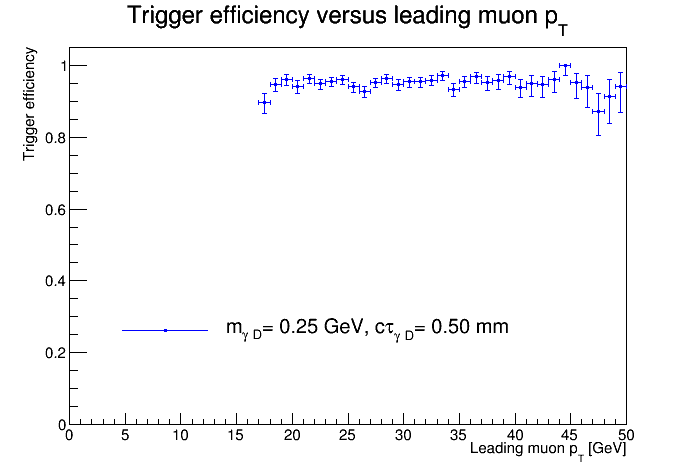 Trigger efficiency versus leading muon p_T
Trigger efficiency
1
0.8
0.6
0.4
0.2
0
m_γ D= 0.25 GeV, cτ_γ D= 0.50 mm
0 5 10 15 20 25 30 35 40 45 50
Leading muon p_T [GeV]